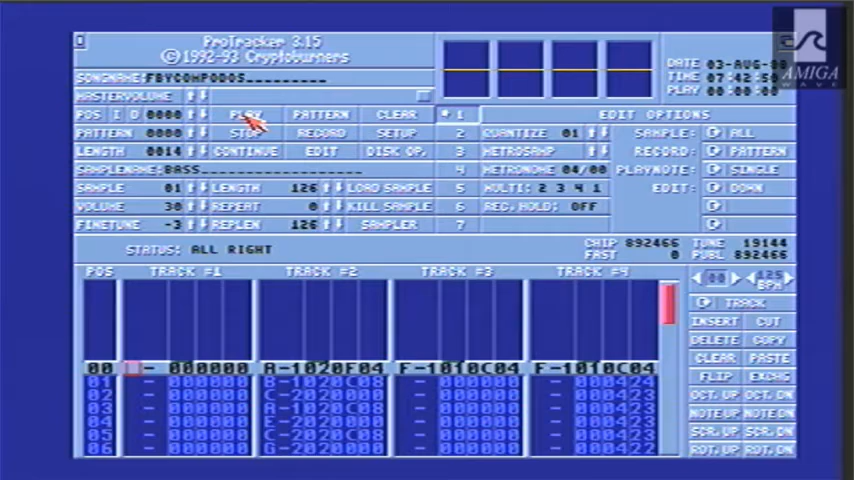 ProTracker 3.15
©1992-93 Cryptoburners
SONGNAME:FBYCOMPODOS_________
MASTERVOLUME
POS I D 0000 PLAY PATTERN CLEAR
PATTERN 0000 STOP RECORD SETUP
LENGTH 0014 CONTINUE EDIT DISK OP.
SAMPLENAME:BASS__________________
SAMPLE 01 LENGTH 126 LOAD SAMPLE
VOLUME 30 REPEAT 0 KILL SAMPLE
FINETUNE -3 REPLEN 126 SAMPLER
DATE 03-AUG-
TIME 07:42:50
PLAY 00:00:00
AMIGA
WAVE
1 EDIT OPTIONS
2 QUANTIZE 01 SAMPLE: ALL
3 METROSAMP RECORD: PATTERN
4 METRONOME 04/00 PLAYNOTE: SINGLE
5 MULTI: 2 3 4 1 EDIT: DOWN
6 REC.HOLD: OFF
7
STATUS: ALL RIGHT
CHIP 892466 TUNE 19144
FAST 0 PUBL 892466
POS TRACK #1 TRACK #2 TRACK #3 TRACK #4
00 - 000000 A-1020F04 F-1010C04 F-1010C04
01 - 000000 B-1020C08 - 000000 - 000424
02 - 000000 C-2020000 - 000000 - 000423
03 - 000000 A-1020C08 - 000000 - 000423
04 - 000000 E-2020000 - 000000 - 000423
05 - 000000 C-2020C08 - 000000 - 000423
06 - 000000 G-2020000 - 000000 - 000422
00 125
BPM
TRACK
INSERT CUT
DELETE COPY
CLEAR PASTE
FLIP EXCHG
OCT.UP OCT.DN
NOTE UP NOTE DN
SCR.UP SCR.DN
ROT.UP ROT.DN